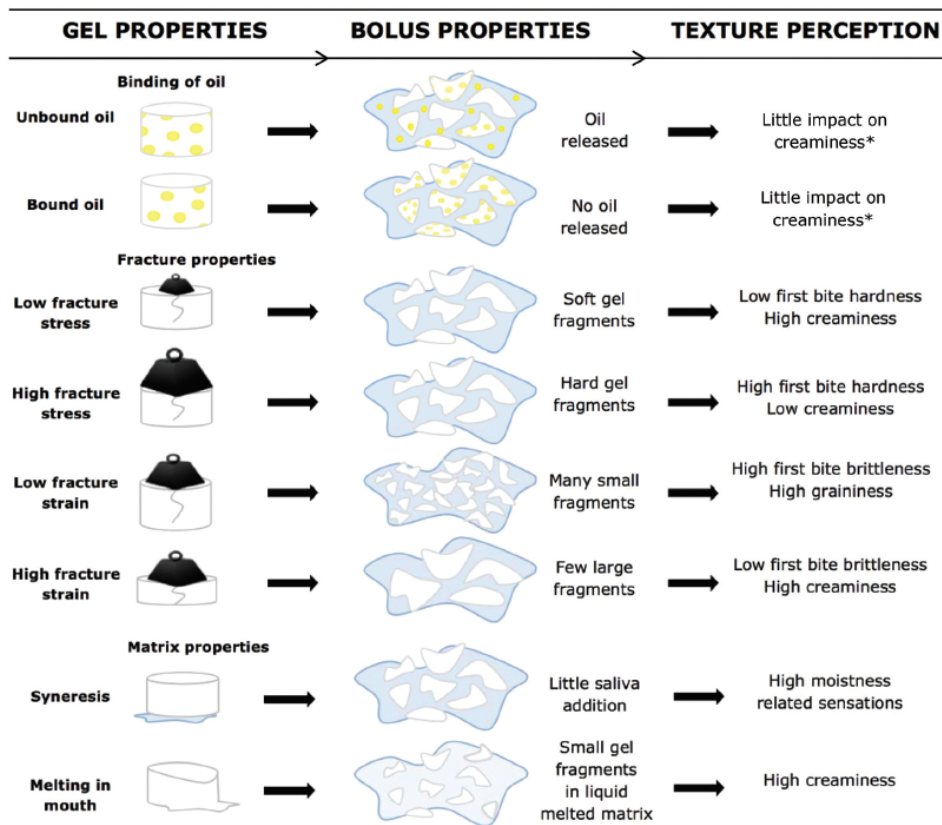 GEL PROPERTIES
BOLUS PROPERTIES
TEXTURE PERCEPTION
Binding of oil
Unbound oil
Oil
released
Little impact on
creaminess*
Bound oil
No oil
released
Little impact on
creaminess*
Fracture properties
Low fracture
stress
Soft gel
fragments
Low first bite hardness
High creaminess
High fracture
stress
Hard gel
fragments
High first bite hardness
Low creaminess
Low fracture
strain
Many small
fragments
High first bite brittleness
High graininess
High fracture
strain
Few large
fragments
Low first bite brittleness
High creaminess
Matrix properties
Syneresis
Little saliva
addition
High moistness
related sensations
Melting in
mouth
Small gel
fragments
in liquid
melted matrix
High creaminess